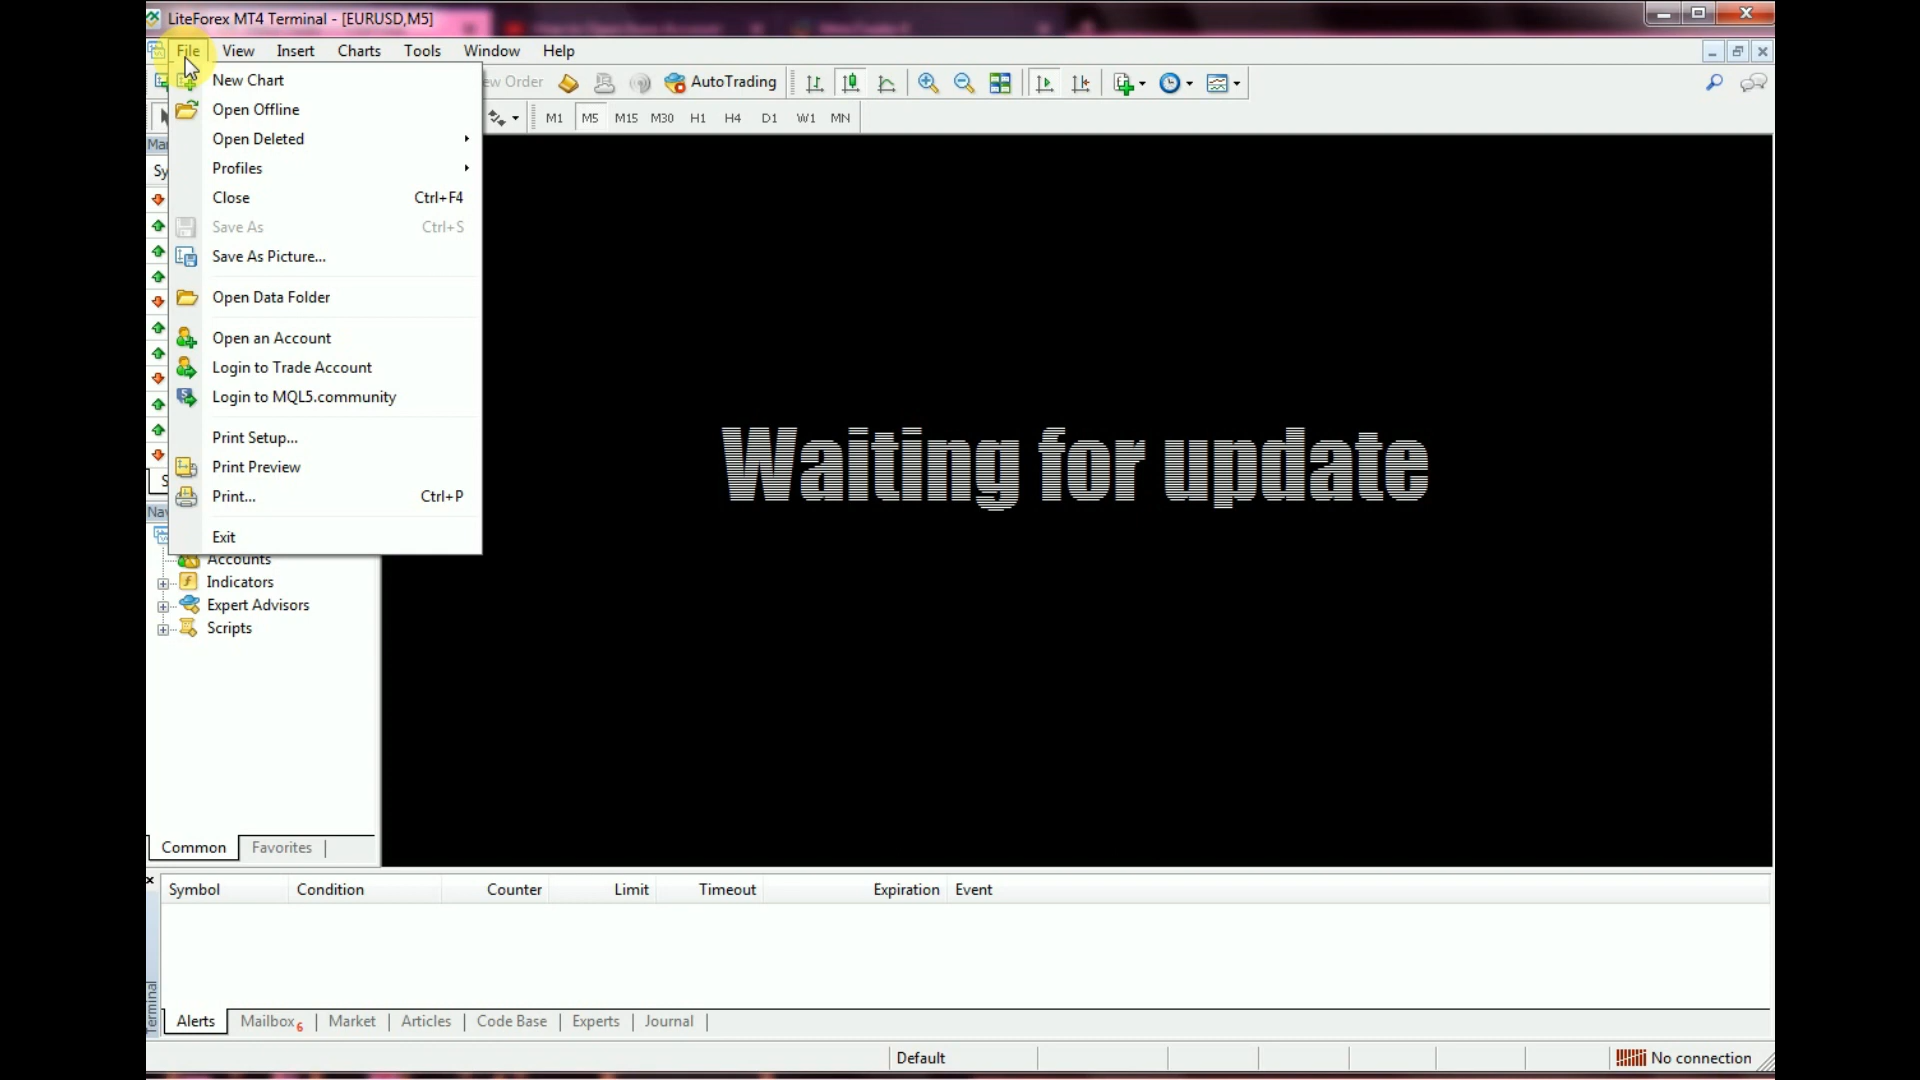 LiteForex MT4 Terminal - [EURUSD,M5]
File View Insert Charts Tools Window Help
New Chart
Open Offline
Open Deleted
Profiles
Close Ctrl+F4
Save As Ctrl+S
Save As Picture...
Open Data Folder
Open an Account
Login to Trade Account
Login to MQL5.community
Print Setup...
Print Preview
Print... Ctrl+P
Exit
Order AutoTrading
M1 M5 M15 M30 H1 H4 D1 W1 MN
Waiting for update
Accounts
Indicators
Expert Advisors
Scripts
Common Favorites
Symbol Condition Counter Limit Timeout Expiration Event
Terminal
Alerts Mailbox 6 Market Articles Code Base Experts Journal
Default
No connection